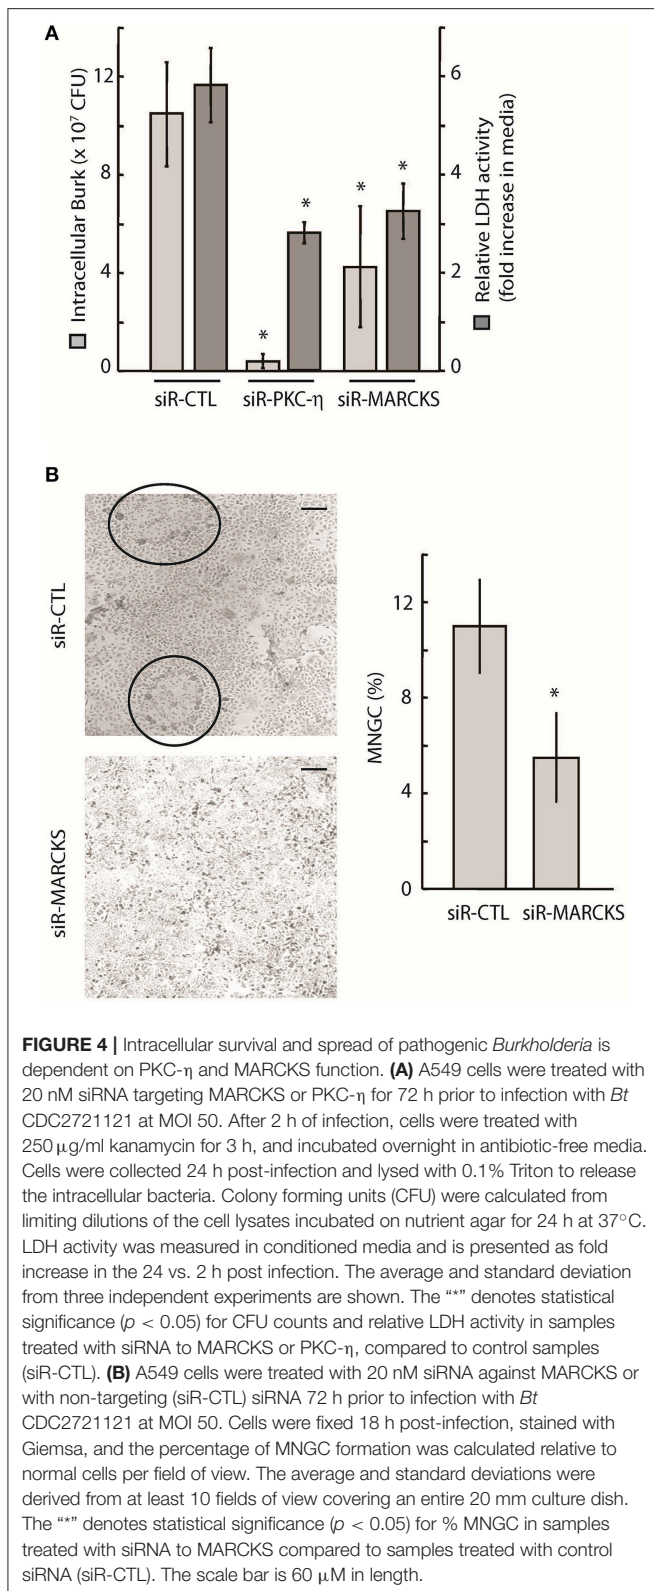 A
Intracellular Burk (x 10⁷ CFU)
12
8
4
0
6
4
2
0
Relative LDH activity
(fold increase in media)
*
*
*
*
siR-CTL
siR-PKC-η
siR-MARCKS
B
siR-CTL
siR-MARCKS
MNGC (%)
12
8
4
0
*
siR-CTL
siR-MARCKS
FIGURE 4 | Intracellular survival and spread of pathogenic Burkholderia is
dependent on PKC-η and MARCKS function. (A) A549 cells were treated with
20 nM siRNA targeting MARCKS or PKC-η for 72 h prior to infection with Bt
CDC2721121 at MOI 50. After 2 h of infection, cells were treated with
250 μg/ml kanamycin for 3 h, and incubated overnight in antibiotic-free media.
Cells were collected 24 h post-infection and lysed with 0.1% Triton to release
the intracellular bacteria. Colony forming units (CFU) were calculated from
limiting dilutions of the cell lysates incubated on nutrient agar for 24 h at 37°C.
LDH activity was measured in conditioned media and is presented as fold
increase in the 24 vs. 2 h post infection. The average and standard deviation
from three independent experiments are shown. The “*” denotes statistical
significance (p < 0.05) for CFU counts and relative LDH activity in samples
treated with siRNA to MARCKS or PKC-η, compared to control samples
(siR-CTL). (B) A549 cells were treated with 20 nM siRNA against MARCKS or
with non-targeting (siR-CTL) siRNA 72 h prior to infection with Bt
CDC2721121 at MOI 50. Cells were fixed 18 h post-infection, stained with
Giemsa, and the percentage of MNGC formation was calculated relative to
normal cells per field of view. The average and standard deviations were
derived from at least 10 fields of view covering an entire 20 mm culture dish.
The “*” denotes statistical significance (p < 0.05) for % MNGC in samples
treated with siRNA to MARCKS compared to samples treated with control
siRNA (siR-CTL). The scale bar is 60 μM in length.